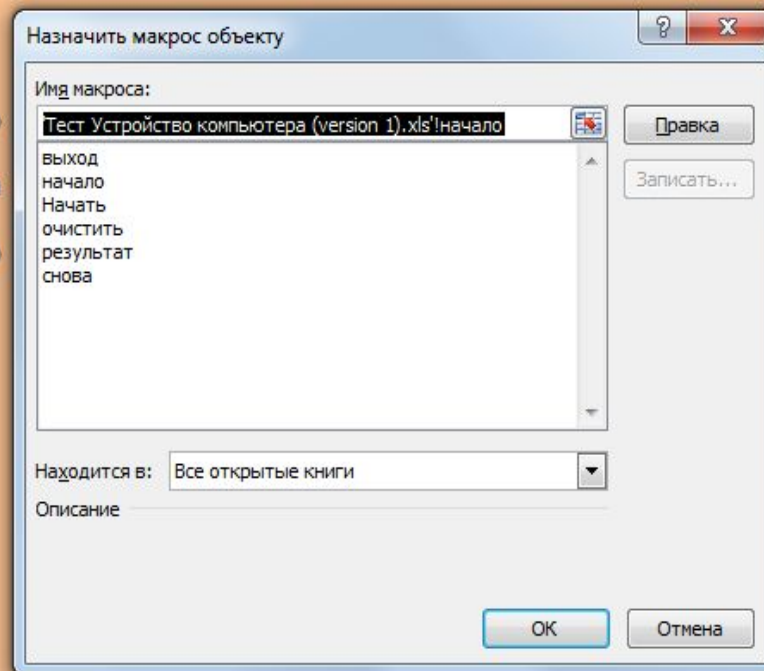 Назначить макрос объекту
Имя макроса:
'Тест Устройство компьютера (version 1).xls'!начало
Правка
выход
начало
Начать
очистить
результат
снова
Записать...
Находится в:
Все открытые книги
Описание
ОК
Отмена